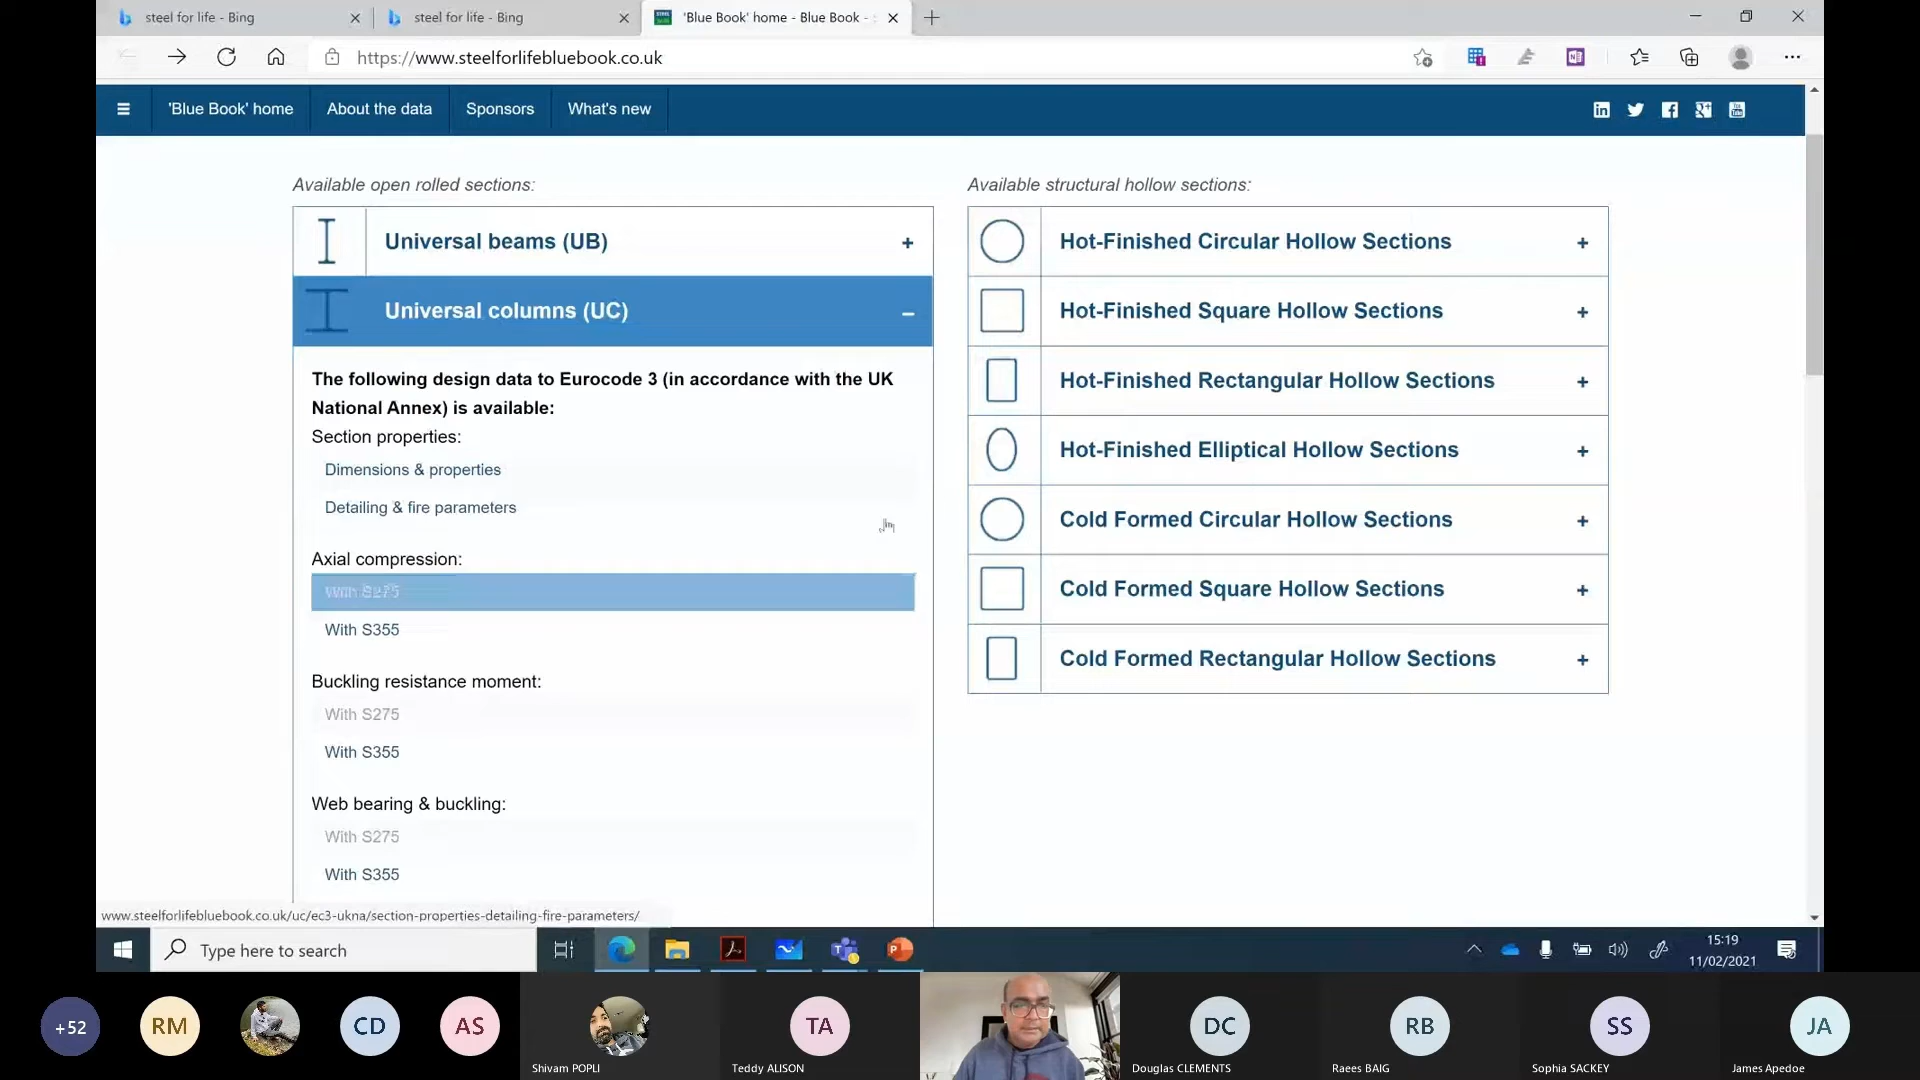 steel for life - Bing
steel for life - Bing
'Blue Book' home - Blue Book -
https://www.steelforlifebluebook.co.uk
'Blue Book' home
About the data
Sponsors
What's new
Available open rolled sections:
Universal beams (UB)
+
Universal columns (UC)
–
The following design data to Eurocode 3 (in accordance with the UK
National Annex) is available:
Section properties:
Dimensions & properties
Detailing & fire parameters
Axial compression:
With S275
With S355
Buckling resistance moment:
With S275
With S355
Web bearing & buckling:
With S275
With S355
Available structural hollow sections:
Hot-Finished Circular Hollow Sections
+
Hot-Finished Square Hollow Sections
+
Hot-Finished Rectangular Hollow Sections
+
Hot-Finished Elliptical Hollow Sections
+
Cold Formed Circular Hollow Sections
+
Cold Formed Square Hollow Sections
+
Cold Formed Rectangular Hollow Sections
+
www.steelforlifebluebook.co.uk/uc/ec3-ukna/section-properties-detailing-fire-parameters/
Type here to search
15:19
11/02/2021
+52
RM
CD
AS
Shivam POPLI
TA
Teddy ALISON
DC
Douglas CLEMENTS
RB
Raees BAIG
SS
Sophia SACKEY
JA
James Apedoe